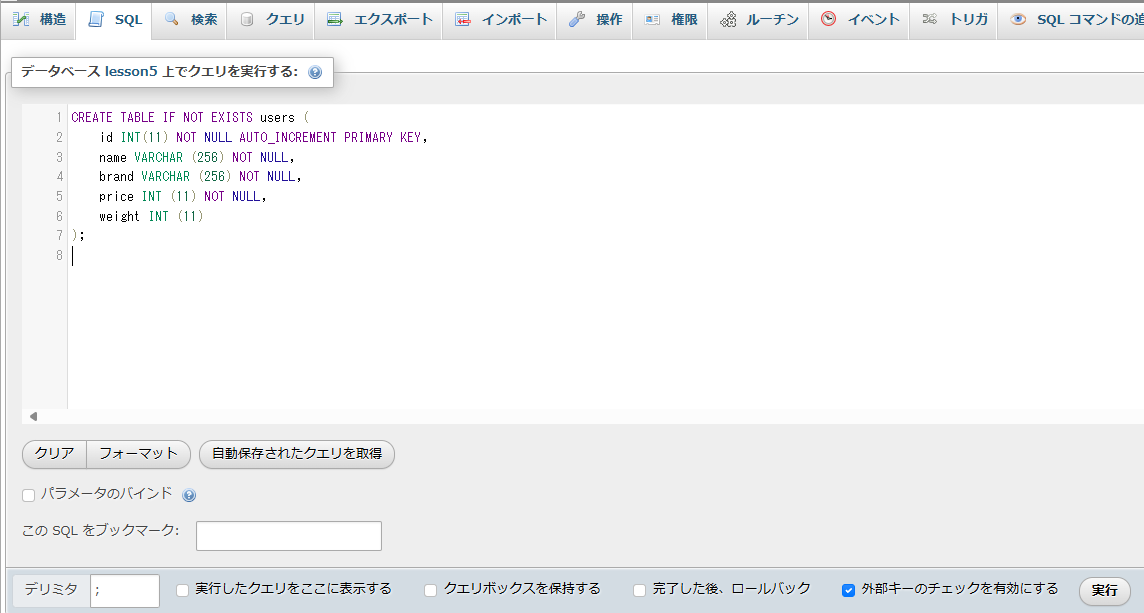 構造 SQL 検索 クエリ エクスポート インポート 操作 権限 ルーチン イベント トリガ SQL コマンドの追
データベース lesson5 上でクエリを実行する:
1 CREATE TABLE IF NOT EXISTS users (
2     id INT(11) NOT NULL AUTO_INCREMENT PRIMARY KEY,
3     name VARCHAR (256) NOT NULL,
4     brand VARCHAR (256) NOT NULL,
5     price INT (11) NOT NULL,
6     weight INT (11)
7 );
8
クリア フォーマット 自動保存されたクエリを取得
パラメータのバインド
この SQL をブックマーク:
デリミタ ; 実行したクエリをここに表示する クエリボックスを保持する 完了した後、ロールバック 外部キーのチェックを有効にする 実行